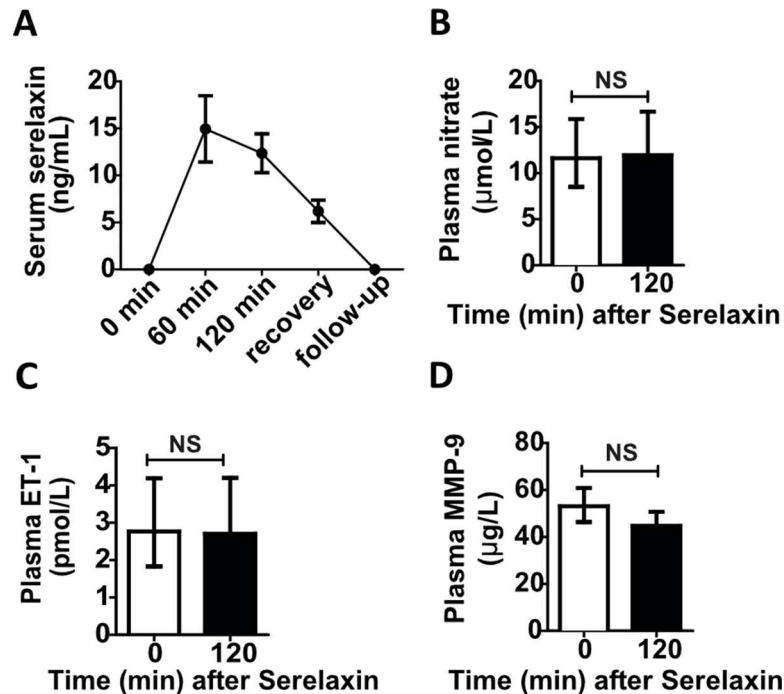 A
Serum serelaxin
(ng/mL)
20
15
10
5
0
0 min
60 min
120 min
recovery
follow-up
B
Plasma nitrate
(µmol/L)
20
15
10
5
0
NS
0
120
Time (min) after Serelaxin
C
Plasma ET-1
(pmol/L)
5
4
3
2
1
0
NS
0
120
Time (min) after Serelaxin
D
Plasma MMP-9
(µg/L)
80
60
40
20
0
NS
0
120
Time (min) after Serelaxin